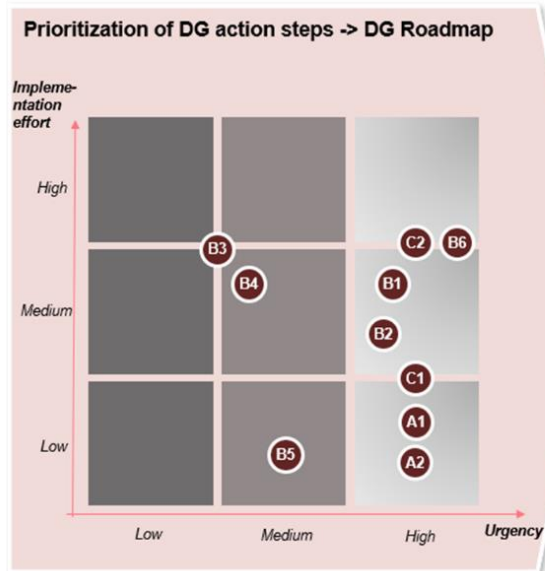 Prioritization of DG action steps -> DG Roadmap
Impleme-
ntation
effort
High
C2
B6
B3
B4
B1
Medium
B2
C1
A1
Low
B5
A2
Low
Medium
High
Urgency